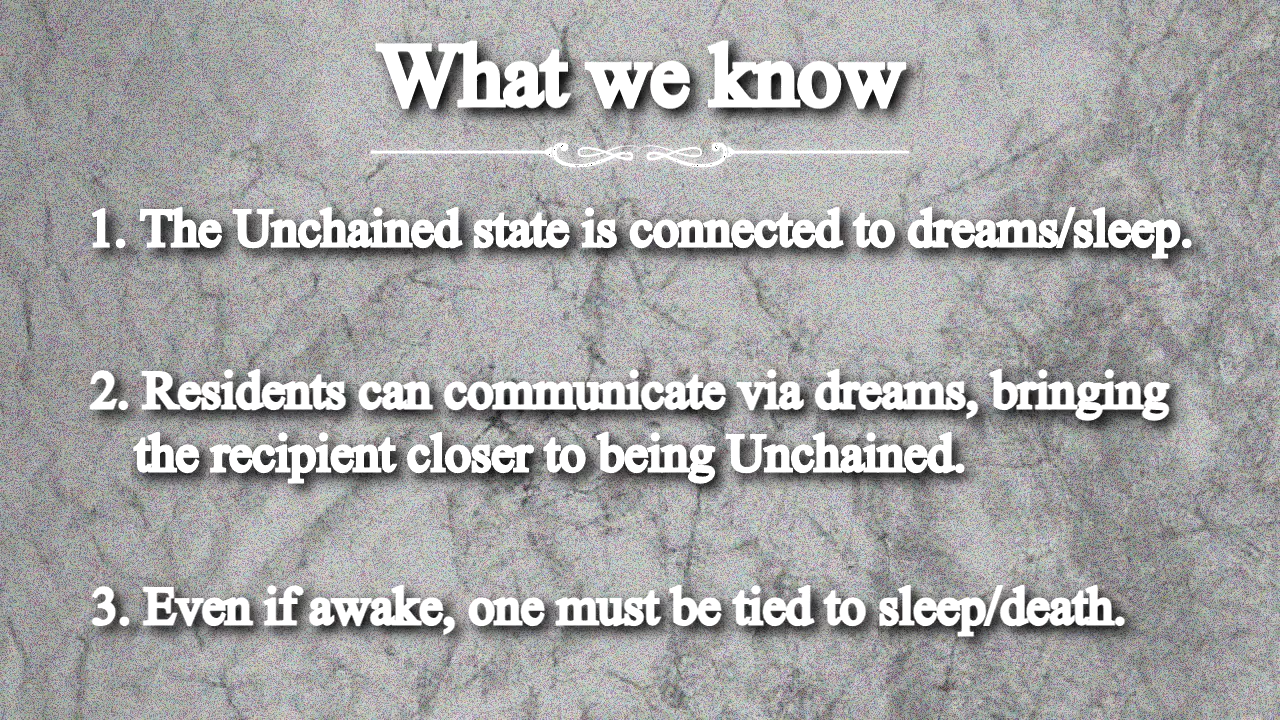 What we know
1. The Unchained state is connected to dreams/sleep.
2. Residents can communicate via dreams, bringing
the recipient closer to being Unchained.
3. Even if awake, one must be tied to sleep/death.